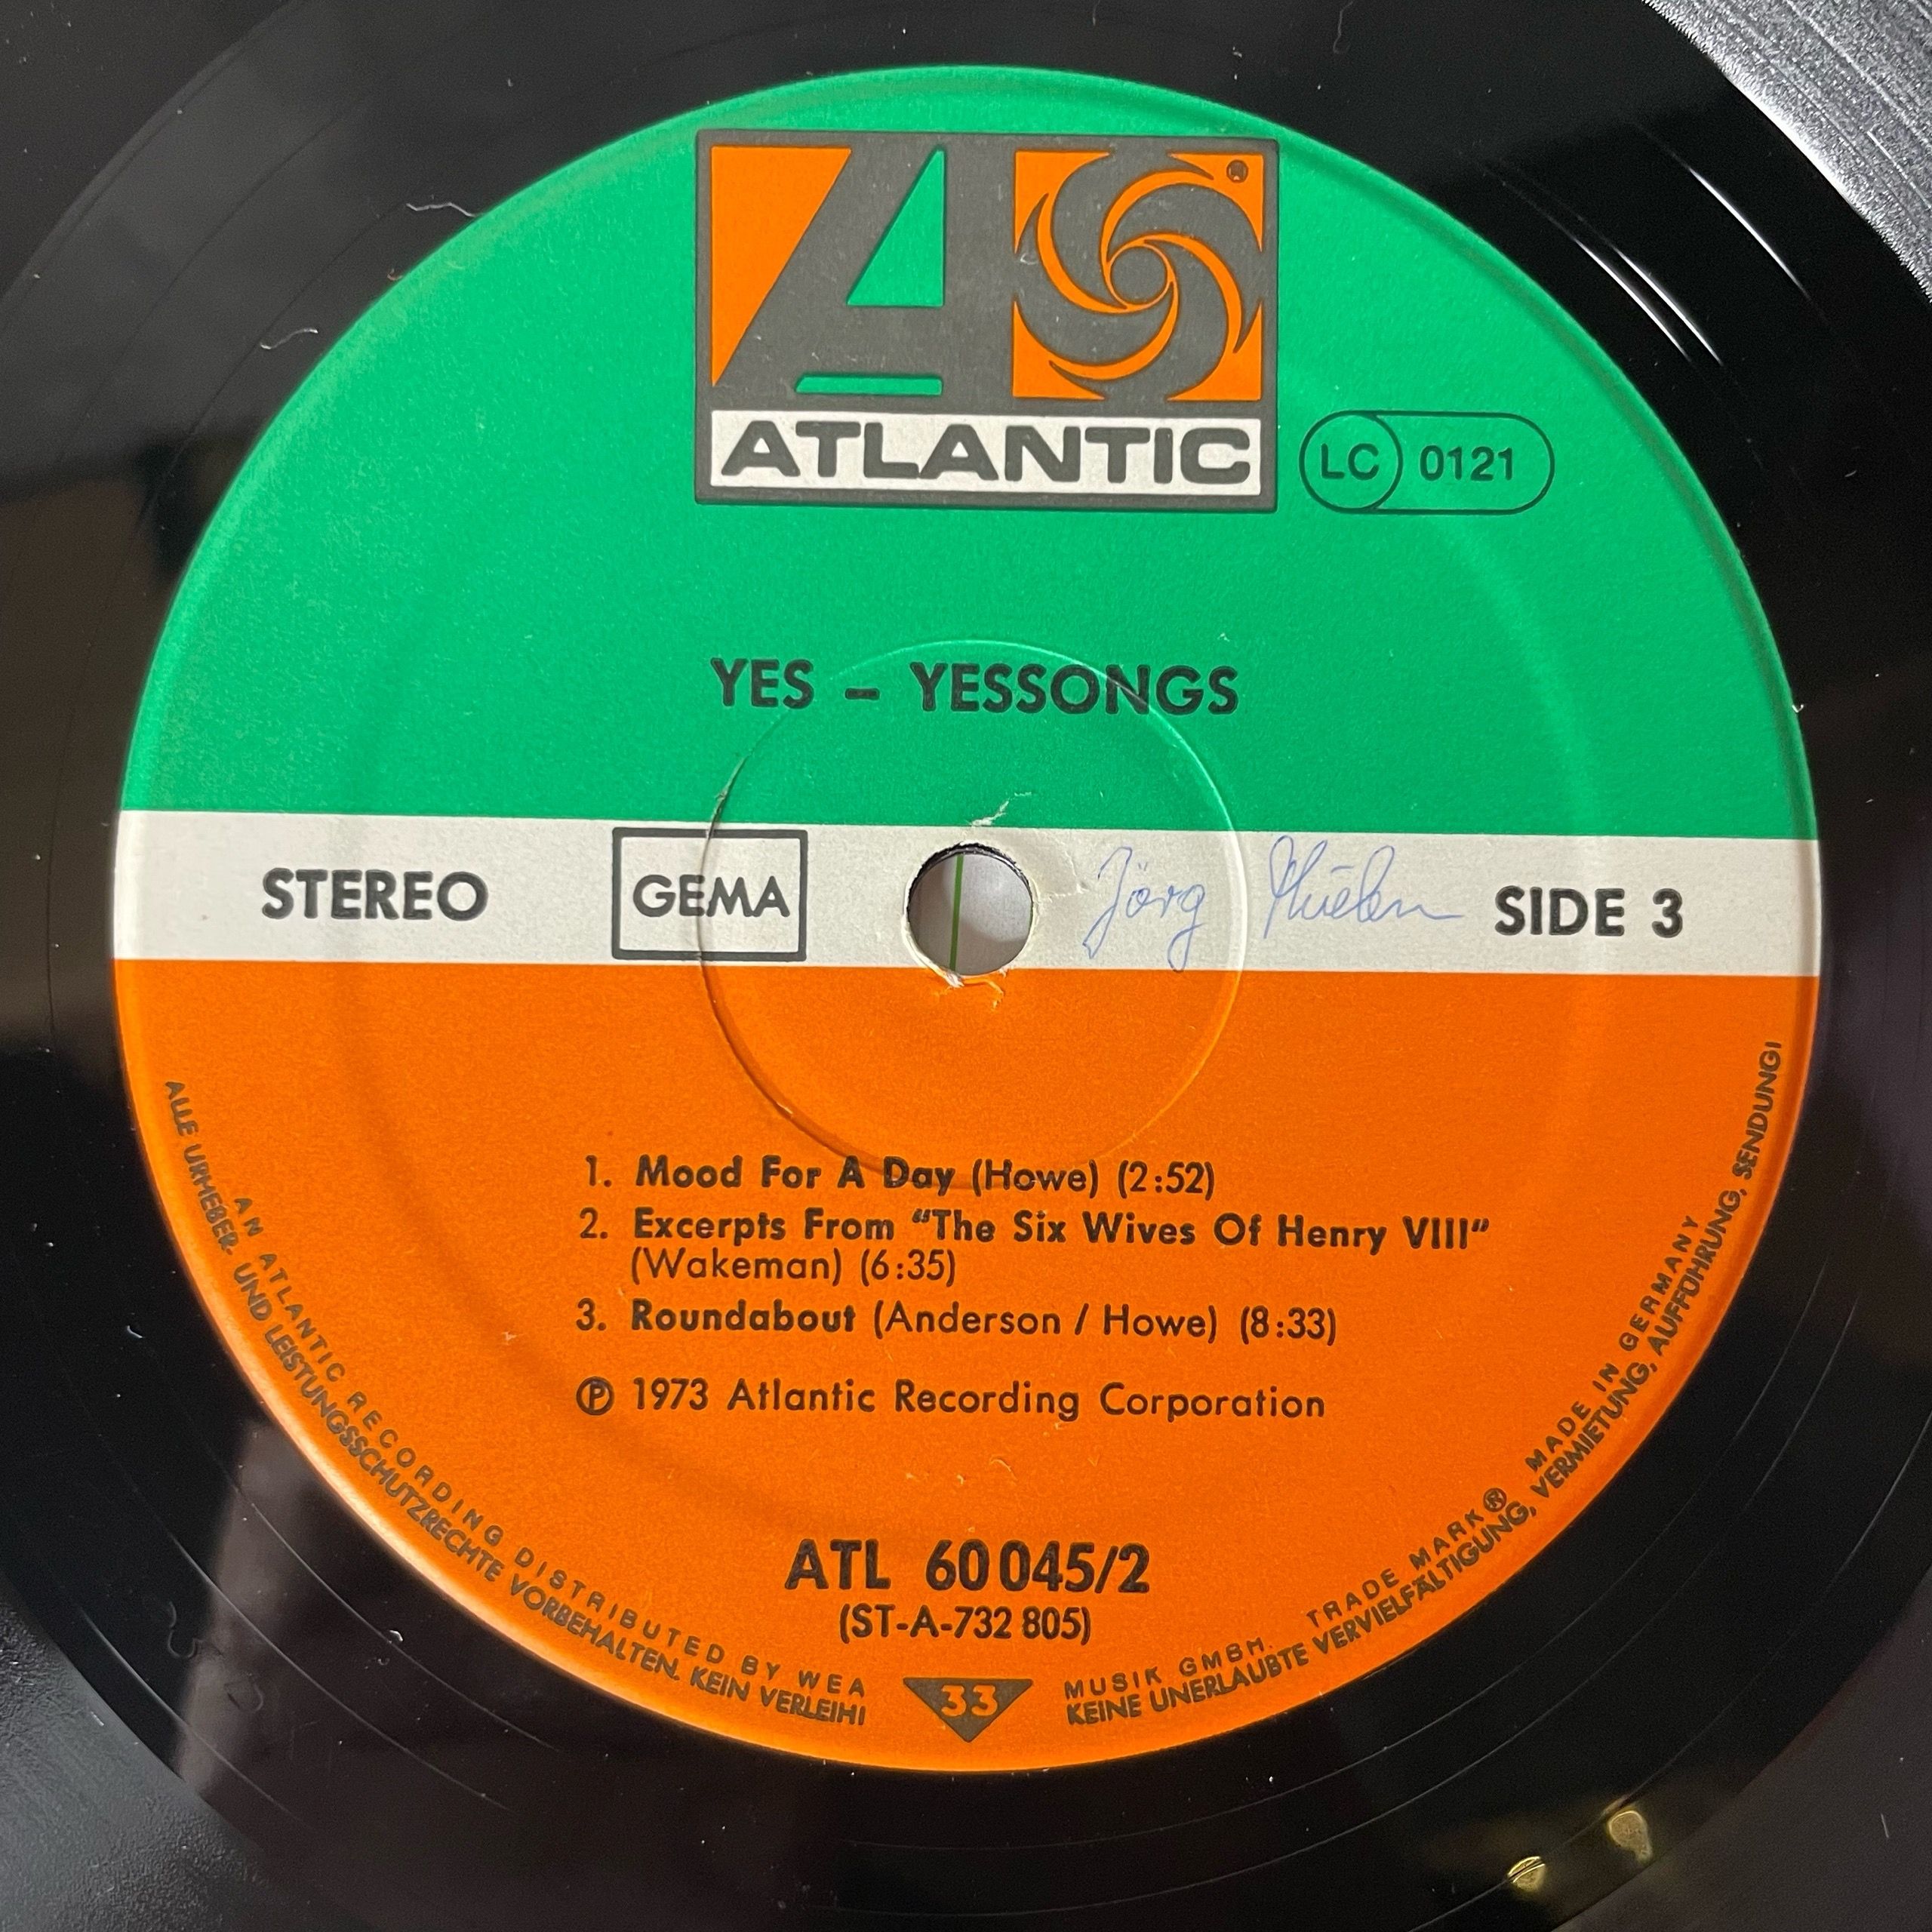 ATLANTIC
®
LC 0121
YES – YESSONGS
STEREO GEMA Jörg SIDE 3
1. Mood For A Day (Howe) (2:52)
2. Excerpts From “The Six Wives Of Henry VIII”
(Wakeman) (6:35)
3. Roundabout (Anderson / Howe) (8:33)
℗ 1973 Atlantic Recording Corporation
ATL 60 045/2
(ST-A-732 805)
33
AN ATLANTIC RECORDING DISTRIBUTED BY WEA MUSIK GMBH. TRADE MARK ® MADE IN GERMANY
ALLE URHEBER- UND LEISTUNGSSCHUTZRECHTE VORBEHALTEN. KEIN VERLEIH! KEINE UNERLAUBTE VERVIELFÄLTIGUNG, VERMIETUNG, AUFFÜHRUNG, SENDUNG!